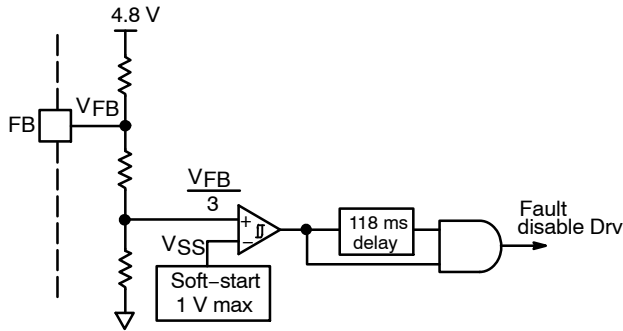 4.8 V
FB
VFB
VFB
3
+
−
VSS
Soft−start
1 V max
118 ms
delay
Fault
disable Drv